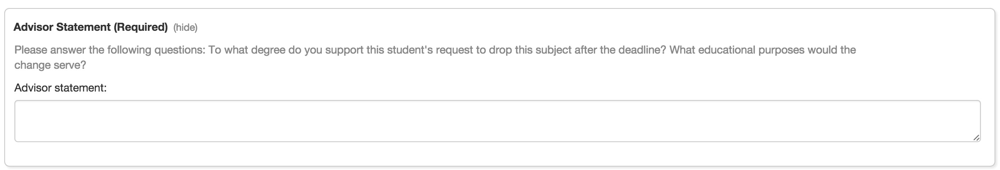 Advisor Statement (Required) (hide)
Please answer the following questions: To what degree do you support this student's request to drop this subject after the deadline? What educational purposes would the
change serve?
Advisor statement: